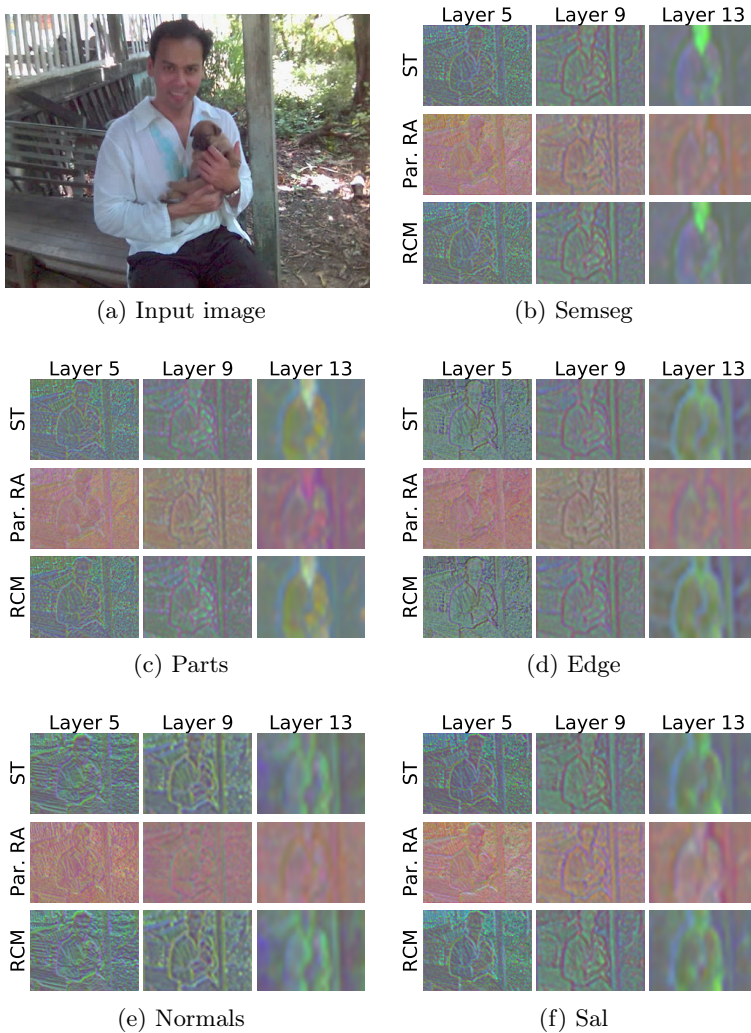 Layer 5 Layer 9 Layer 13
ST
Par. RA
RCM
(a) Input image
(b) Semseg
Layer 5 Layer 9 Layer 13
ST
Par. RA
RCM
(c) Parts
Layer 5 Layer 9 Layer 13
ST
Par. RA
RCM
(d) Edge
Layer 5 Layer 9 Layer 13
ST
Par. RA
RCM
(e) Normals
Layer 5 Layer 9 Layer 13
ST
Par. RA
RCM
(f) Sal